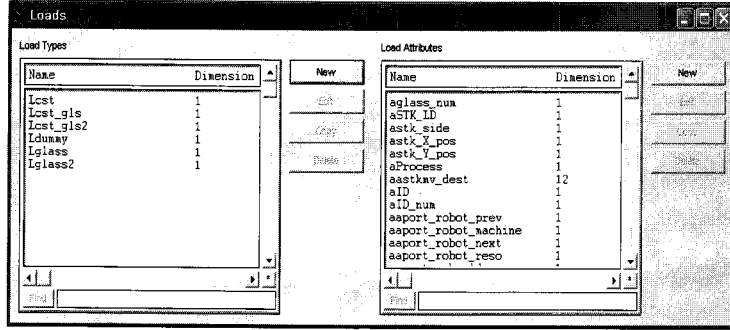 Loads
Load Types
Name Dimension
Lcst 1
Lcst_gls 1
Lcst_gls2 1
Ldummy 1
Lglass 1
Lglass2 1
New
Edit
Copy
Delete
Find
Load Attributes
Name Dimension
aglass_num 1
aSTK_LD 1
astk_side 1
astk_X_pos 1
astk_Y_pos 1
aProcess 1
aastkmv_dest 12
aID 1
aID_num 1
aaport_robot_prev 1
aaport_robot_machine 1
aaport_robot_next 1
aaport_robot_reso 1
New
Edit
Copy
Delete
Find